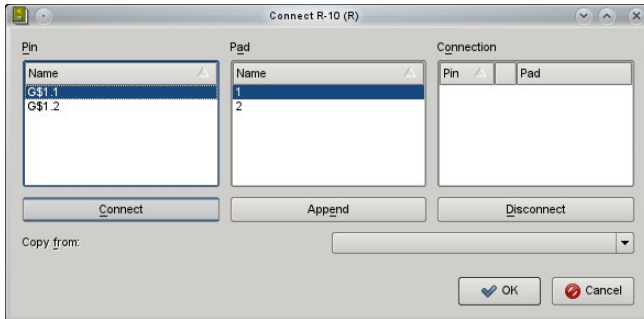 Connect R-10 (R)
Pin
Pad
Connection
Name
Name
Pin
Pad
G$1.1
1
G$1.2
2
Connect
Append
Disconnect
Copy from:
OK
Cancel